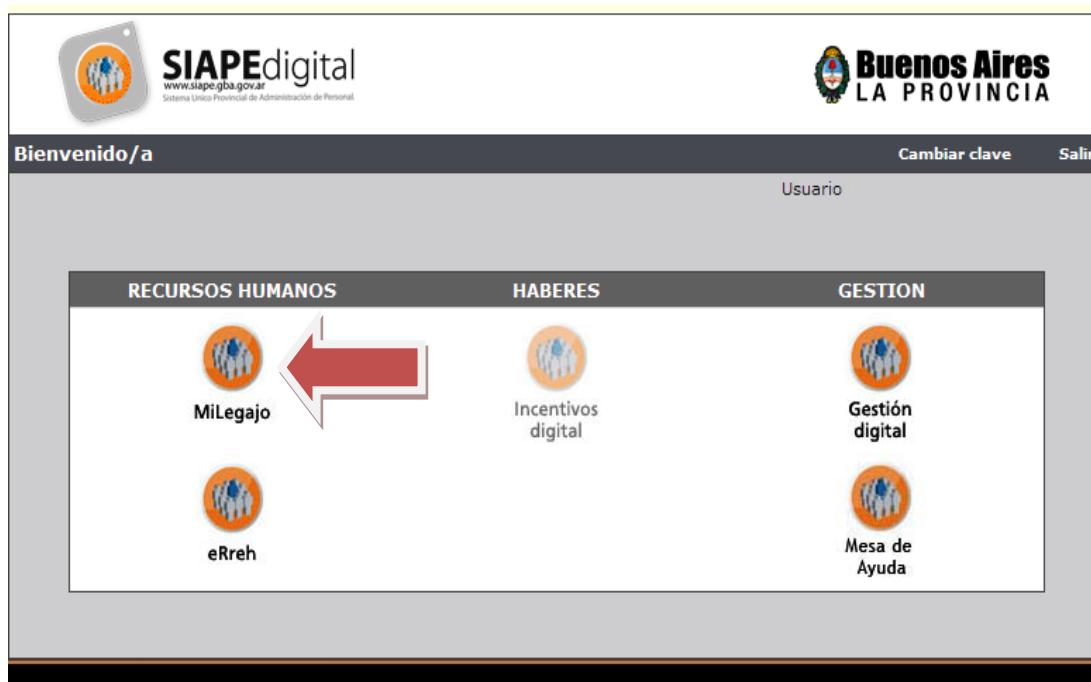 SIAPEdigital
www.siape.gba.gov.ar
Sistema Unico Provincial de Administración de Personal.
Buenos Aires
LA PROVINCIA
Bienvenido/a
Cambiar clave
Salir
Usuario
RECURSOS HUMANOS
HABERES
GESTION
MiLegajo
Incentivos
digital
Gestión
digital
eRreh
Mesa de
Ayuda